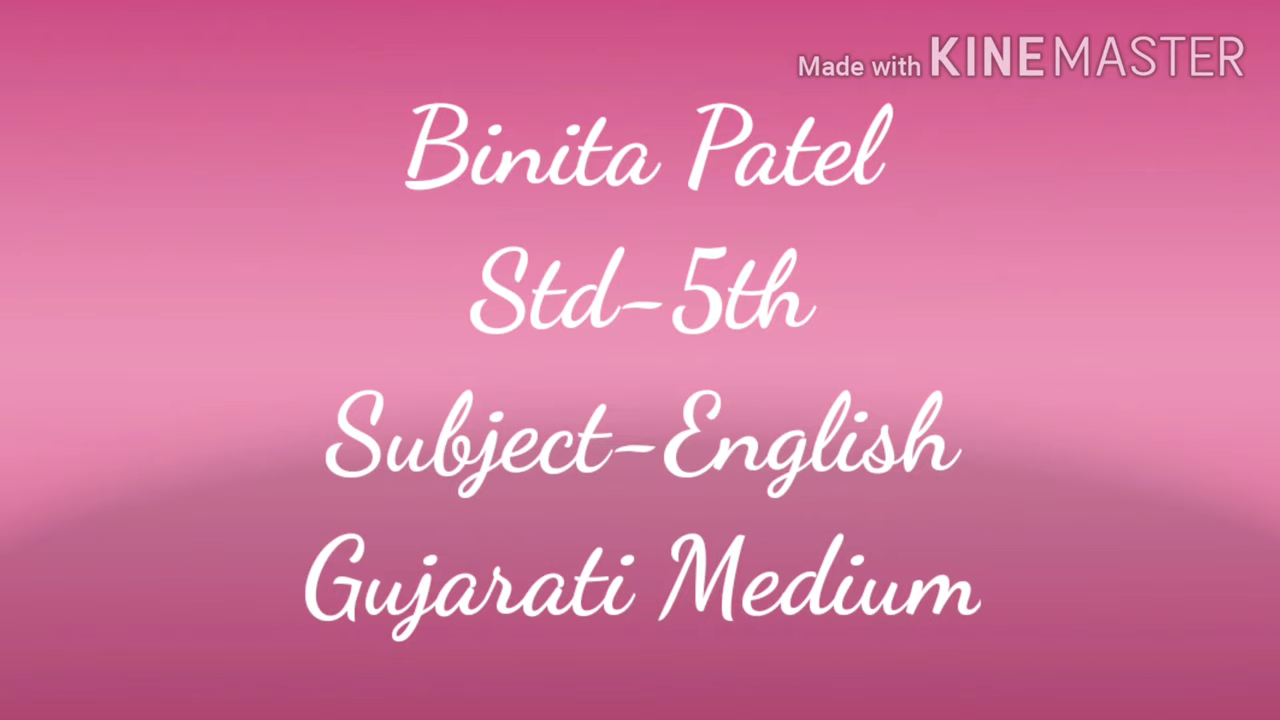 Made with KINEMASTER
Binita Patel
Std-5th
Subject-English
Gujarati Medium